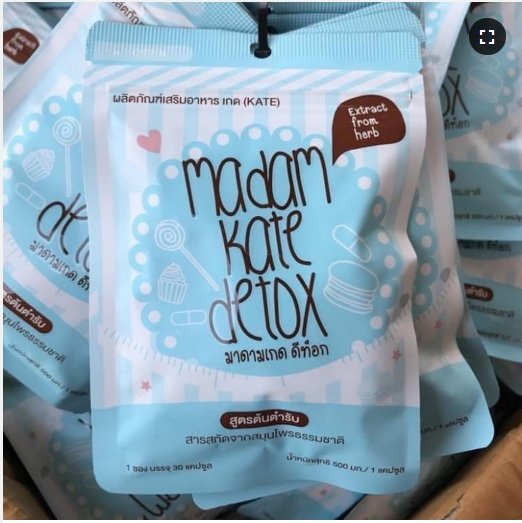 ผลิตภัณฑ์เสริมอาหาร เกด (KATE)
Extract
from
herb
madam
kate
detox
มาดามเกด ดีท็อก
สูตรต้นตำรับ
สารสกัดจากสมุนไพรธรรมชาติ
1 ซอง บรรจุ 30 แคปซูล
น้ำหนักสุทธิ 500 มก./ 1 แคปซูล